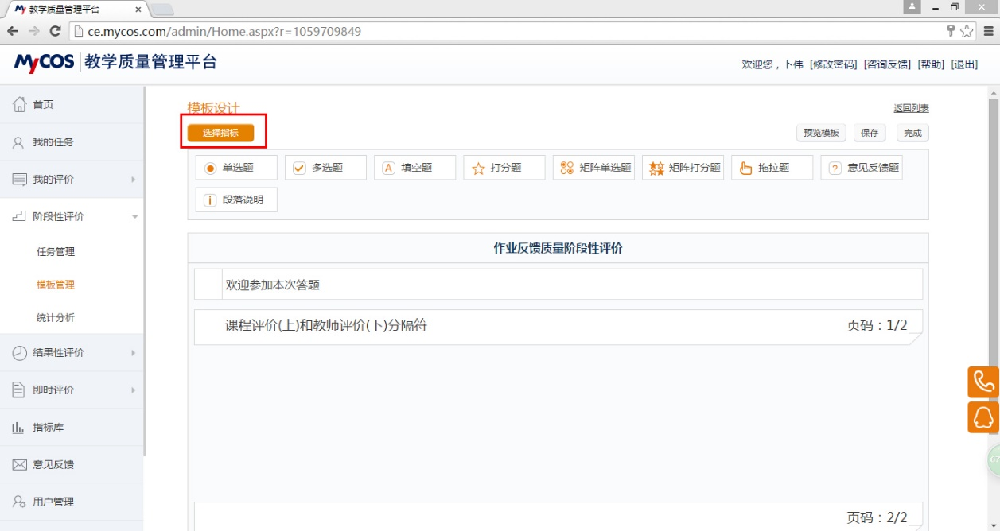 教学质量管理平台
ce.mycos.com/admin/Home.aspx?r=1059709849
MyCOS 教学质量管理平台
欢迎您，卜伟 [修改密码] [咨询反馈] [帮助] [退出]
首页
我的任务
我的评价
阶段性评价
任务管理
模板管理
统计分析
结果性评价
即时评价
指标库
意见反馈
用户管理
模板设计
返回列表
选择指标
预览模板 保存 完成
单选题 多选题 填空题 打分题 矩阵单选题 矩阵打分题 拖拉题 意见反馈题
段落说明
作业反馈质量阶段性评价
欢迎参加本次答题
课程评价(上)和教师评价(下)分隔符 页码：1/2
页码：2/2
67